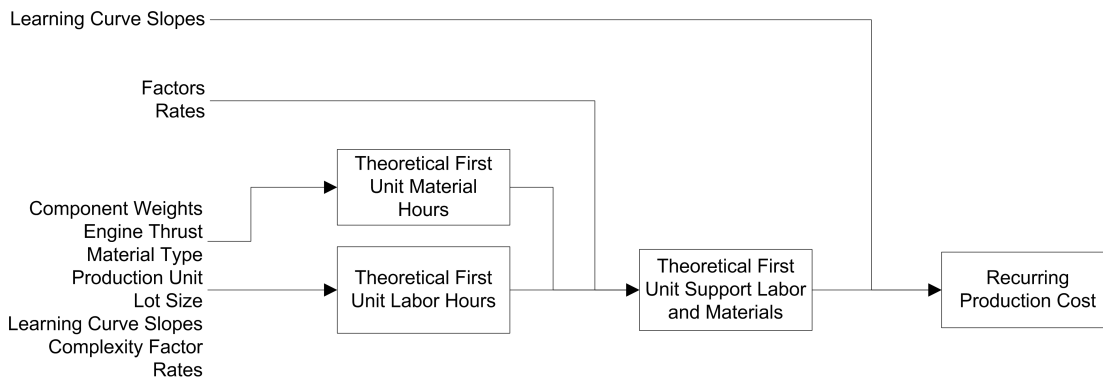 Learning Curve Slopes
Factors
Rates
Theoretical First
Unit Material
Hours
Component Weights
Engine Thrust
Material Type
Production Unit
Lot Size
Learning Curve Slopes
Complexity Factor
Rates
Theoretical First
Unit Labor Hours
Theoretical First
Unit Support Labor
and Materials
Recurring
Production Cost